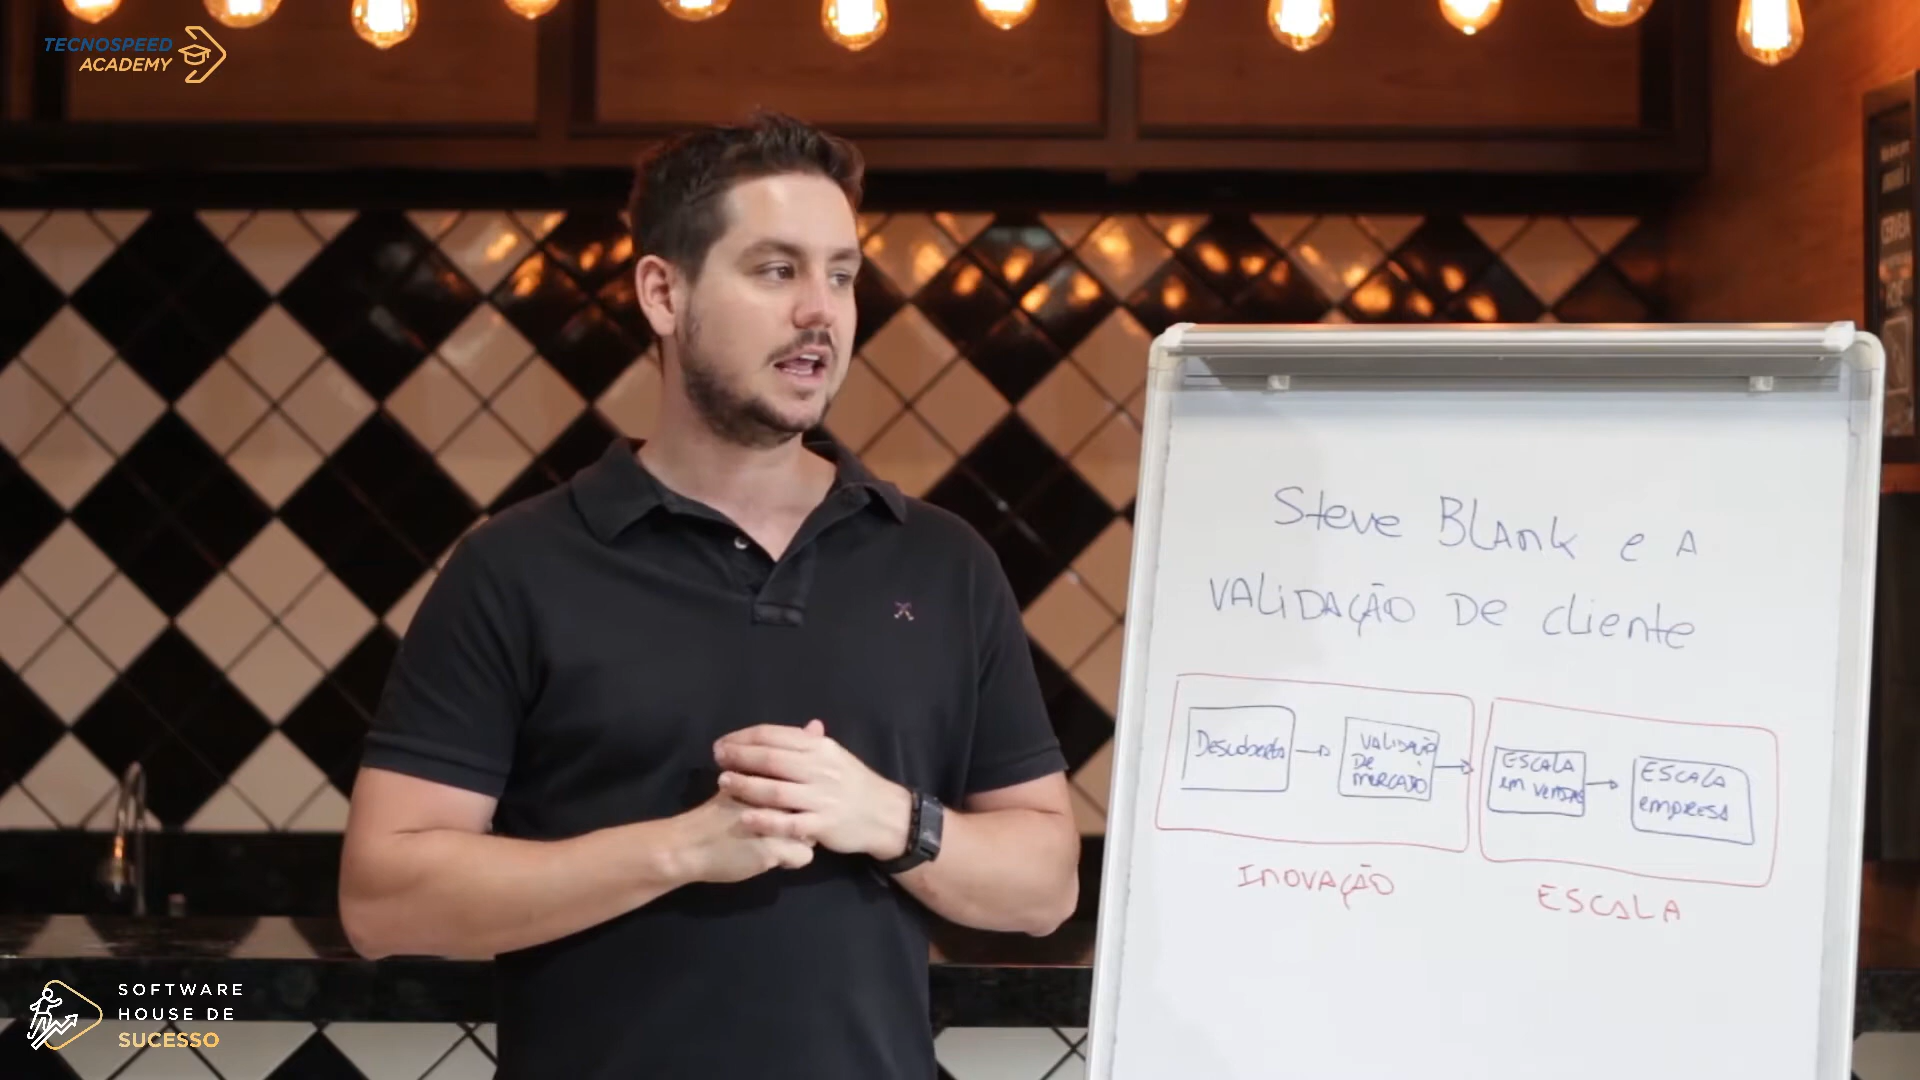 TECNOSPEED
ACADEMY
Steve Blank e A
VALIDAÇÃO DE cliente
Descoberta
VALIDAÇÃO
DE
MERCADO
ESCALA
em VENDAS
ESCALA
empresa
INOVAÇÃO
ESCALA
SOFTWARE
HOUSE DE
SUCESSO